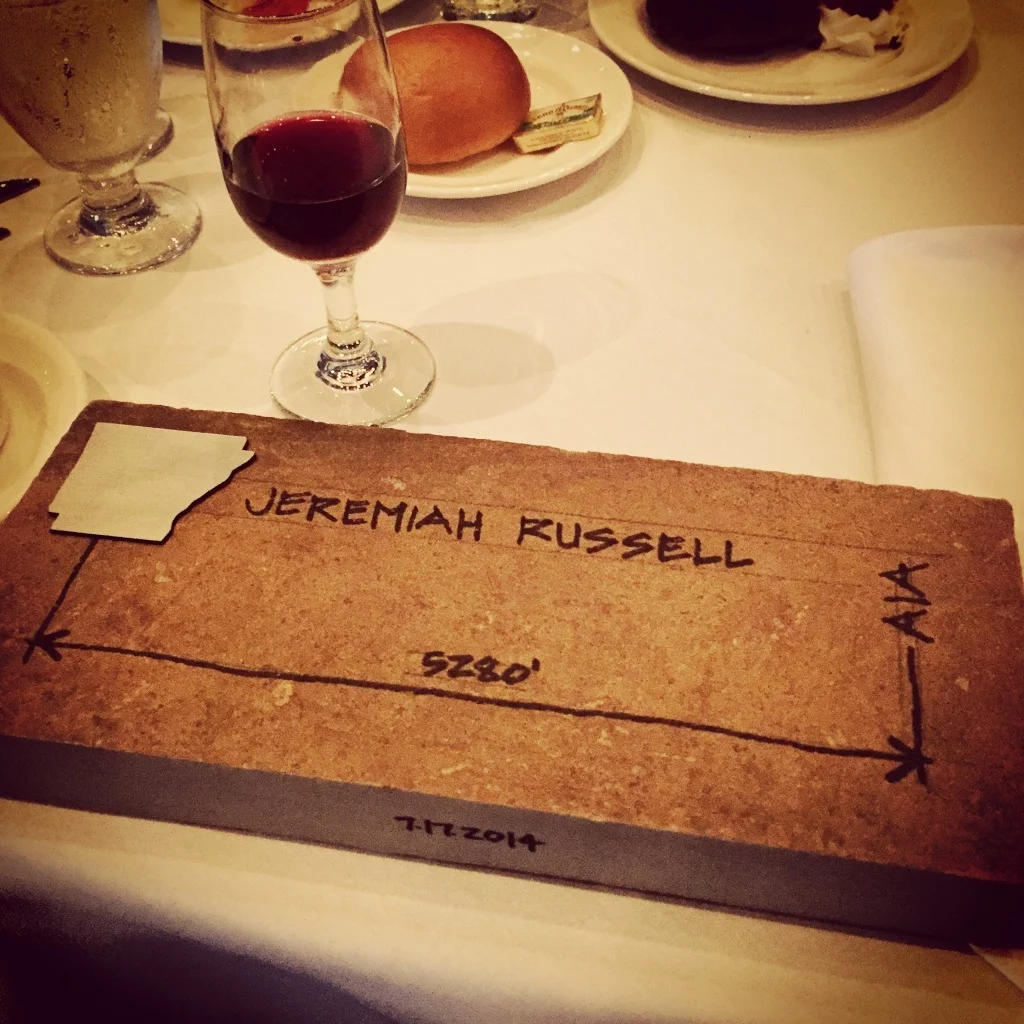 JEREMIAH RUSSELL
AIA
5280'
7.17.2014